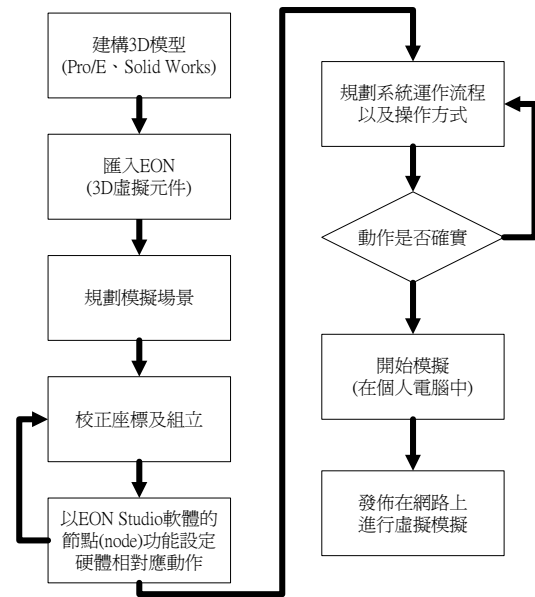 建構3D模型
(Pro/E、Solid Works)
匯入EON
(3D虛擬元件)
規劃模擬場景
校正座標及組立
以EON Studio軟體的
節點(node)功能設定
硬體相對應動作
規劃系統運作流程
以及操作方式
動作是否確實
開始模擬
(在個人電腦中)
發佈在網路上
進行虛擬模擬